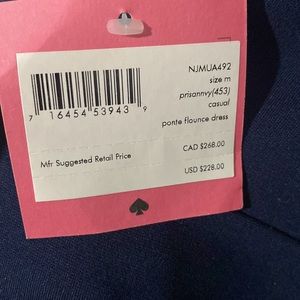 NJMUA492
size m
prisannvy(453)
casual
ponte flounce dress
7 16454 53943 9
Mfr Suggested Retail Price
CAD $268.00
USD $228.00